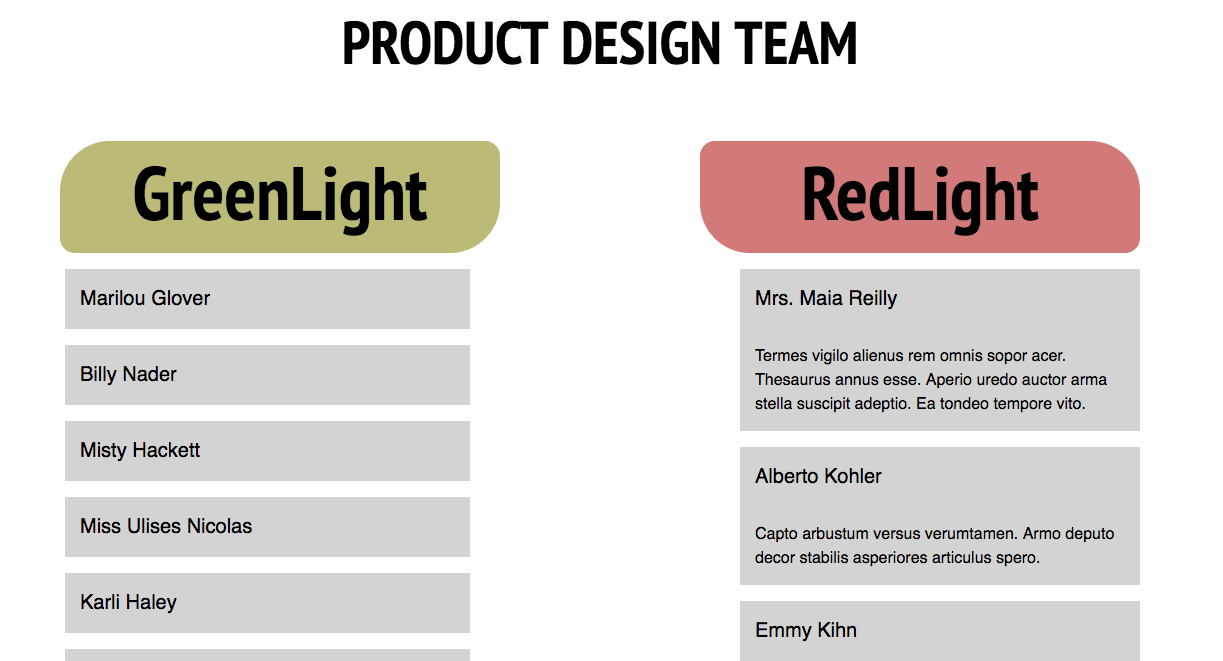 PRODUCT DESIGN TEAM
GreenLight
Marilou Glover
Billy Nader
Misty Hackett
Miss Ulises Nicolas
Karli Haley
RedLight
Mrs. Maia Reilly
Termes vigilo alienus rem omnis sopor acer.
Thesaurus annus esse. Aperio uredo auctor arma
stella suscipit adeptio. Ea tondeo tempore vito.
Alberto Kohler
Capto arbustum versus verumtamen. Armo deputo
decor stabilis asperiores articulus spero.
Emmy Kihn